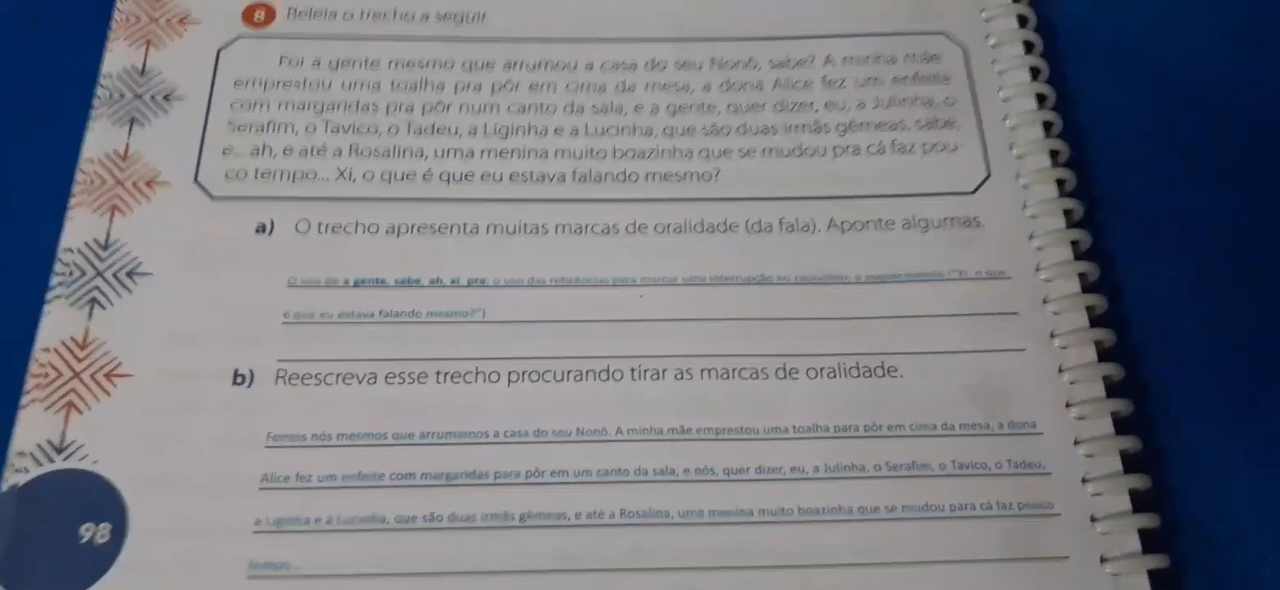 8 Releia o trecho a seguir
Foi a gente mesmo que arrumou a casa do seu Nonô, sabe? A minha mãe
emprestou uma toalha pra pôr em cima da mesa, a dona Alice fez um enfeite
com margaridas pra pôr num canto da sala, e a gente, quer dizer, eu, a Julinha, o
Serafim, o Tavico, o Tadeu, a Liginha e a Lucinha, que são duas irmãs gêmeas, sabe,
e... ah, e até a Rosalina, uma menina muito boazinha que se mudou pra cá faz pou-
co tempo... Xi, o que é que eu estava falando mesmo?
a) O trecho apresenta muitas marcas de oralidade (da fala). Aponte algumas.
O uso de a gente, sabe, ah, xi, pra; o uso das reticências para marcar uma interrupção ("Xi, o que
é que eu estava falando mesmo?").
b) Reescreva esse trecho procurando tirar as marcas de oralidade.
Fomos nós mesmos que arrumamos a casa do seu Nonô. A minha mãe emprestou uma toalha para pôr em cima da mesa, a dona
Alice fez um enfeite com margaridas para pôr em um canto da sala, e nós, quer dizer, eu, a Julinha, o Serafim, o Tavico, o Tadeu,
a Liginha e a Lucinha, que são duas irmãs gêmeas, e até a Rosalina, uma menina muito boazinha que se mudou para cá faz pouco
tempo...
98